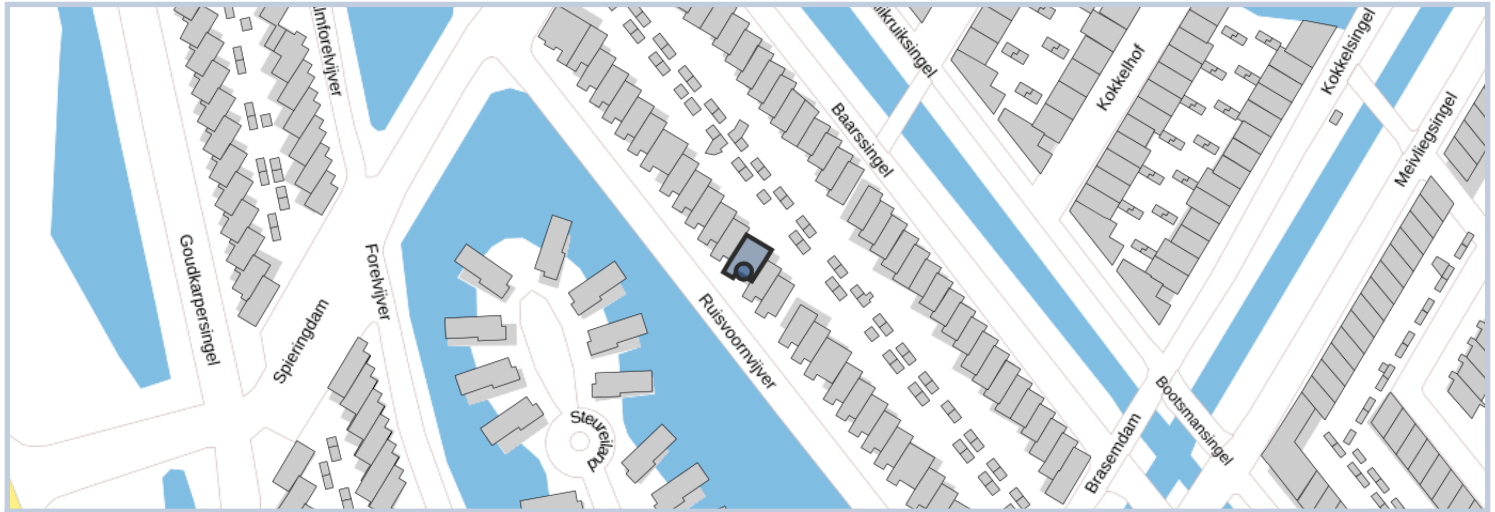 Kokkelhof
Kokkelsingel
Baarssingel
Meivliegsingel
Goudkarpersingel
Forelvijver
Spieringdam
Ruisvoornvijver
Steureiland
Bootsmansingel
Brasemdam